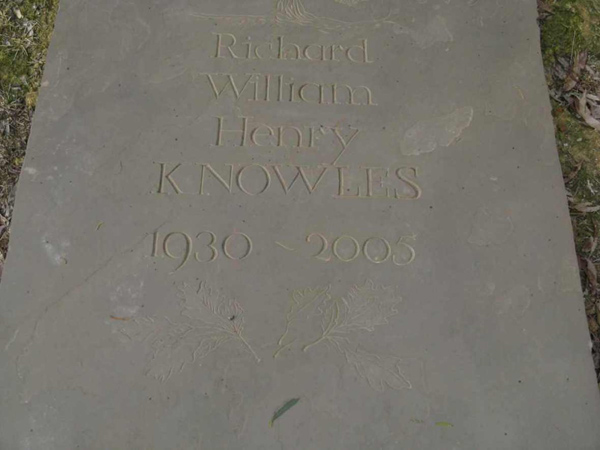 Richard
William
Henry
KNOWLES
1930 ~ 2005